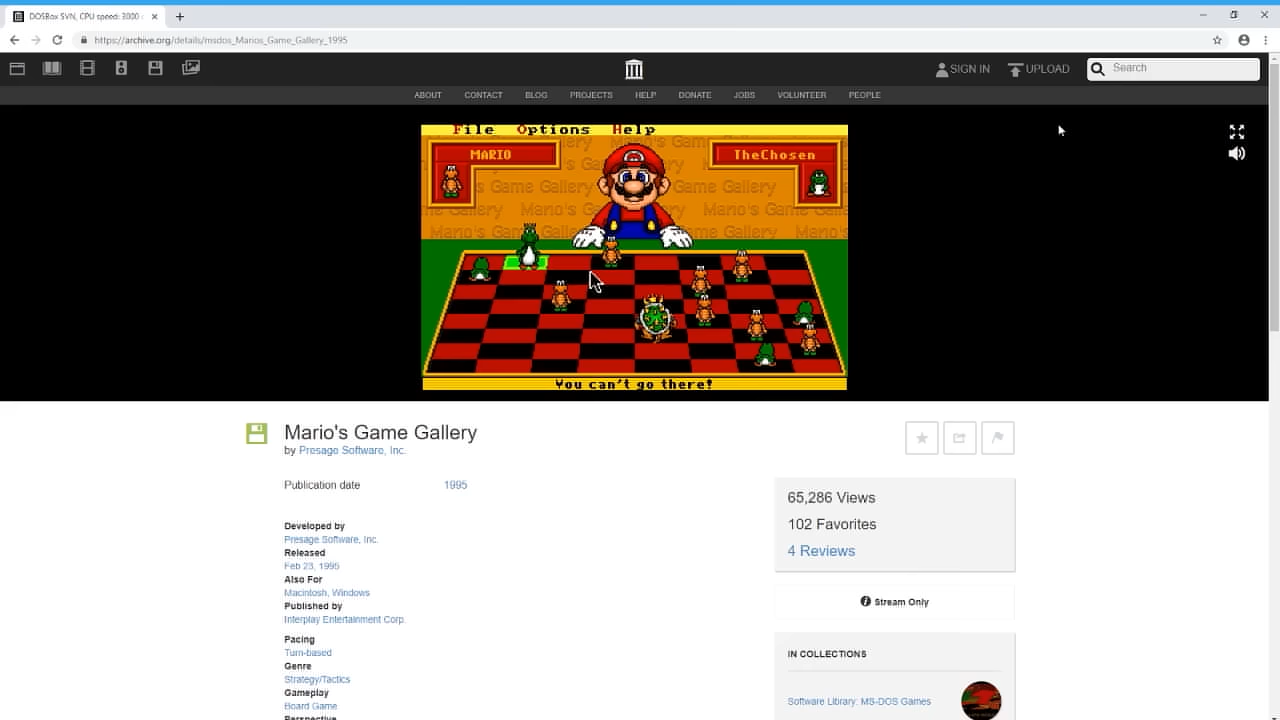 DOSBox SVN, CPU speed: 3000
https://archive.org/details/msdos_Marios_Game_Gallery_1995
SIGN IN
UPLOAD
Search
ABOUT
CONTACT
BLOG
PROJECTS
HELP
DONATE
JOBS
VOLUNTEER
PEOPLE
File Options Help
MARIO
TheChosen
Mario's Game Gallery
You can't go there!
Mario's Game Gallery
by Presage Software, Inc.
Publication date 1995
Developed by
Presage Software, Inc.
Released
Feb 23, 1995
Also For
Macintosh, Windows
Published by
Interplay Entertainment Corp.
Pacing
Turn-based
Genre
Strategy/Tactics
Gameplay
Board Game
Perspective
65,286 Views
102 Favorites
4 Reviews
Stream Only
IN COLLECTIONS
Software Library: MS-DOS Games